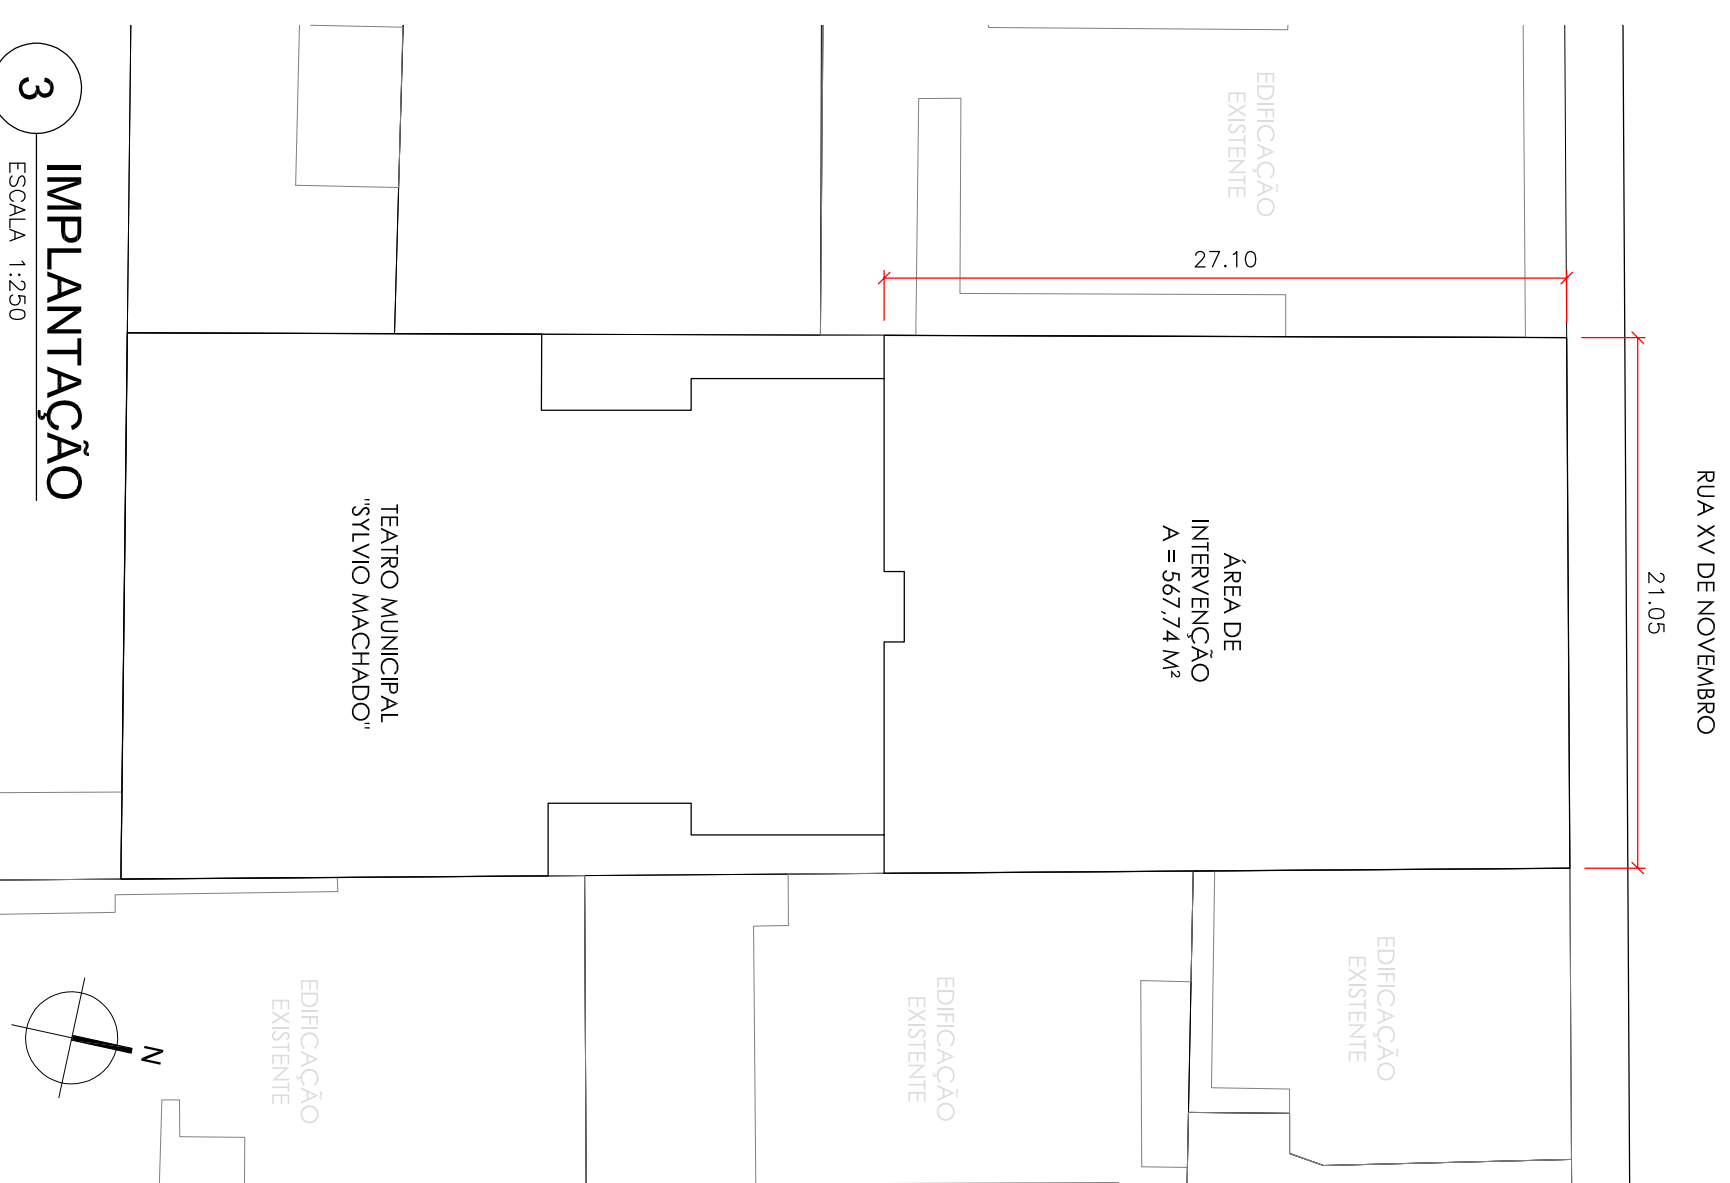 RUA XV DE NOVEMBRO
21.05
27.10
EDIFICAÇÃO
EXISTENTE
ÁREA DE
INTERVENÇÃO
A = 567,74 M²
TEATRO MUNICIPAL
"SYLVIO MACHADO"
EDIFICAÇÃO
EXISTENTE
EDIFICAÇÃO
EXISTENTE
EDIFICAÇÃO
EXISTENTE
N
3
IMPLANTAÇÃO
ESCALA 1:250